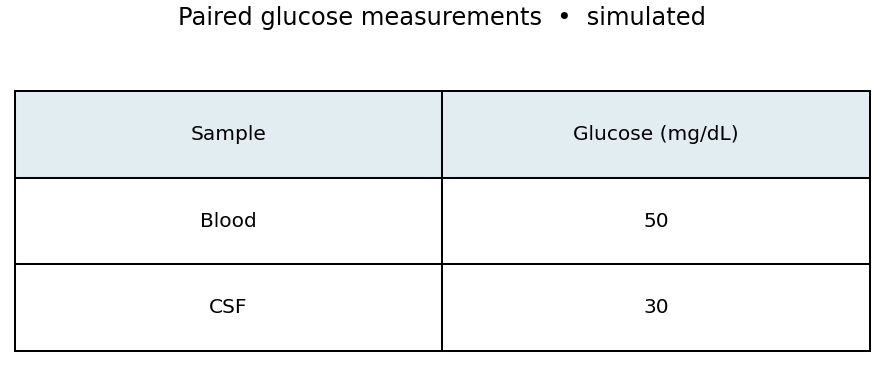 Paired glucose measurements • simulated
Sample Glucose (mg/dL)
Blood 50
CSF 30